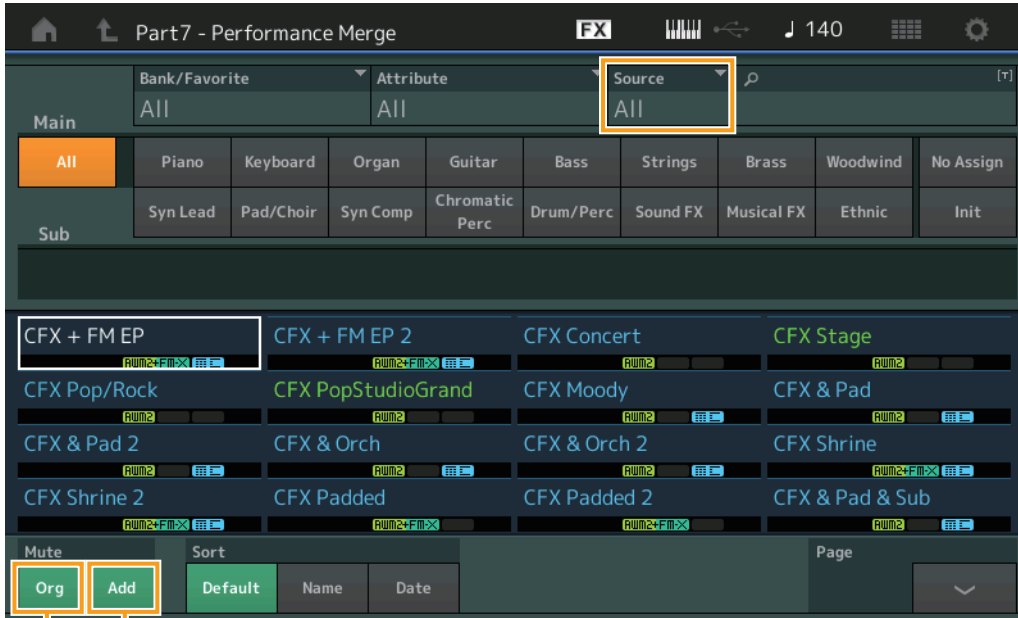 Part7 - Performance Merge FX ♩ 140
Bank/Favorite Attribute Source [T]
Main All All All
All Piano Keyboard Organ Guitar Bass Strings Brass Woodwind No Assign
Sub Syn Lead Pad/Choir Syn Comp Chromatic Perc Drum/Perc Sound FX Musical FX Ethnic Init
CFX + FM EP CFX + FM EP 2 CFX Concert CFX Stage
AWM2+FM-X AWM2+FM-X AWM2 AWM2
CFX Pop/Rock CFX PopStudioGrand CFX Moody CFX & Pad
AWM2 AWM2 AWM2 AWM2
CFX & Pad 2 CFX & Orch CFX & Orch 2 CFX Shrine
AWM2 AWM2 AWM2 AWM2+FM-X
CFX Shrine 2 CFX Padded CFX Padded 2 CFX & Pad & Sub
AWM2+FM-X AWM2+FM-X AWM2+FM-X AWM2
Mute Sort Page
Org Add Default Name Date